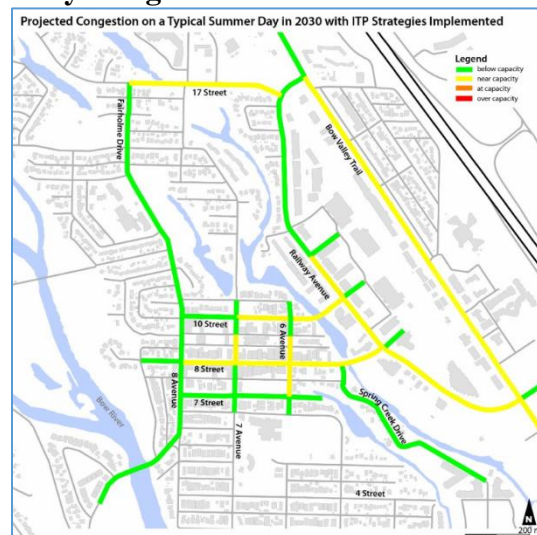 Projected Congestion on a Typical Summer Day in 2030 with ITP Strategies Implemented
Legend
below capacity
near capacity
at capacity
over capacity
17 Street
Fairholme Drive
Bow Valley Trail
Railway Avenue
10 Street
6 Avenue
8 Street
8 Avenue
7 Street
Spring Creek Drive
Bow River
7 Avenue
4 Street
N
200 m